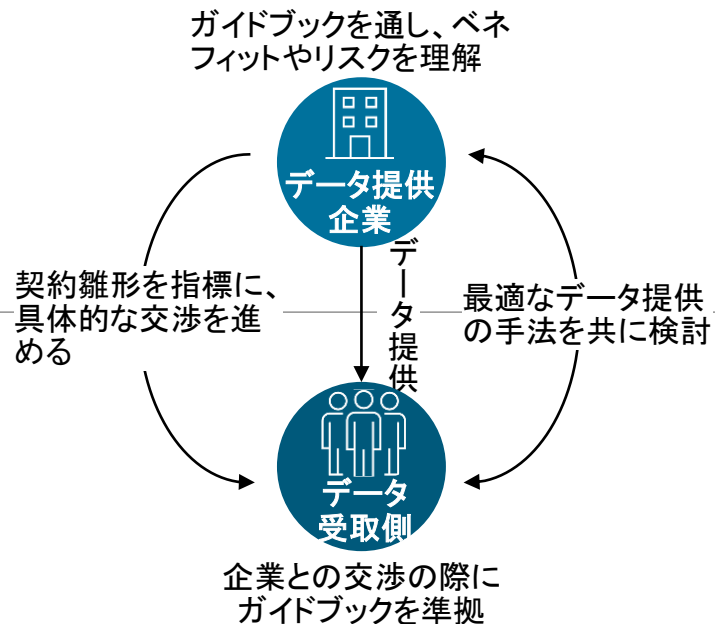 ガイドブックを通し、ベネ
フィットやリスクを理解
データ提供
企業
データ提供
契約雛形を指標に、
具体的な交渉を進
める
最適なデータ提供
の手法を共に検討
データ
受取側
企業との交渉の際に
ガイドブックを準拠